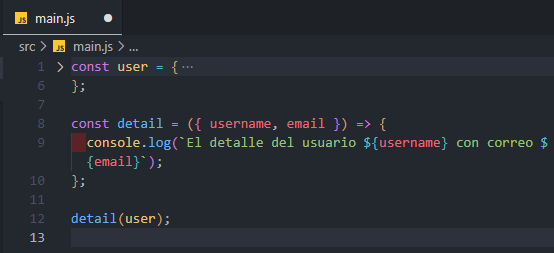 JS main.js
src > JS main.js > ...
1 > const user = { ...
6 };
7
8 const detail = ({ username, email }) => {
9 console.log(`El detalle del usuario ${username} con correo $
{email}`);
10 };
11
12 detail(user);
13